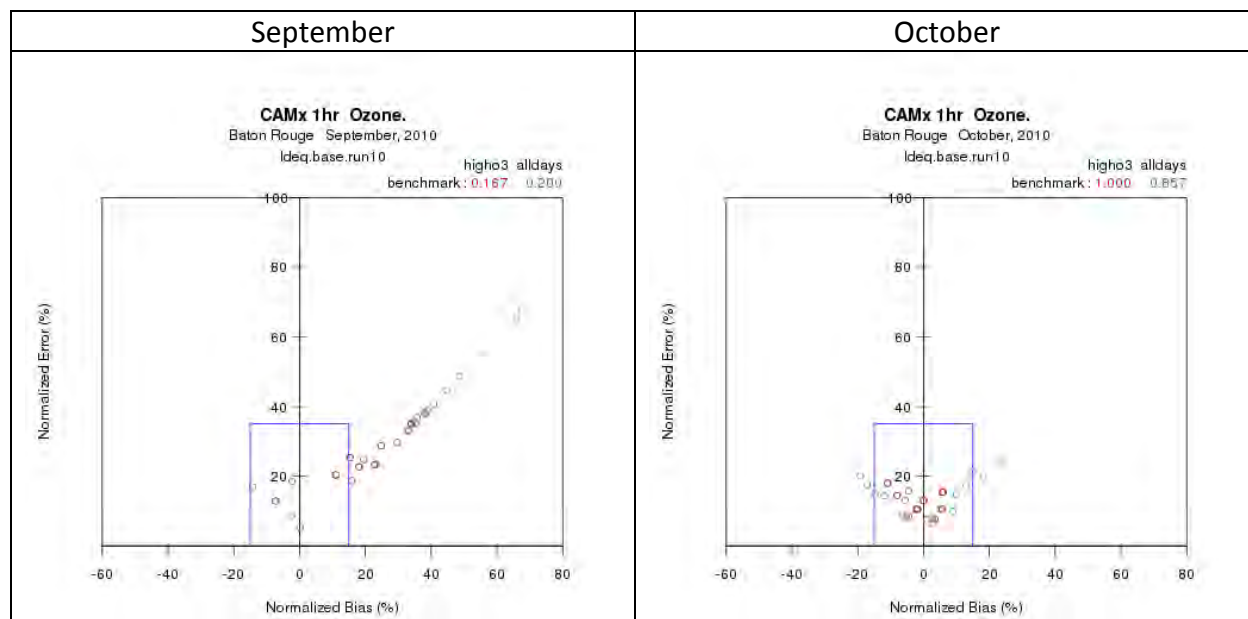 September
October
CAMx 1hr Ozone.
Baton Rouge September, 2010
ldeq.base.run10
higho3 alldays
benchmark: 0.167 0.200
100
80
60
40
20
-60 -40 -20 0 20 40 60 80
Normalized Error (%)
Normalized Bias (%)
CAMx 1hr Ozone.
Baton Rouge October, 2010
ldeq.base.run10
higho3 alldays
benchmark: 1.000 0.857
100
80
60
40
20
-60 -40 -20 0 20 40 60 80
Normalized Error (%)
Normalized Bias (%)